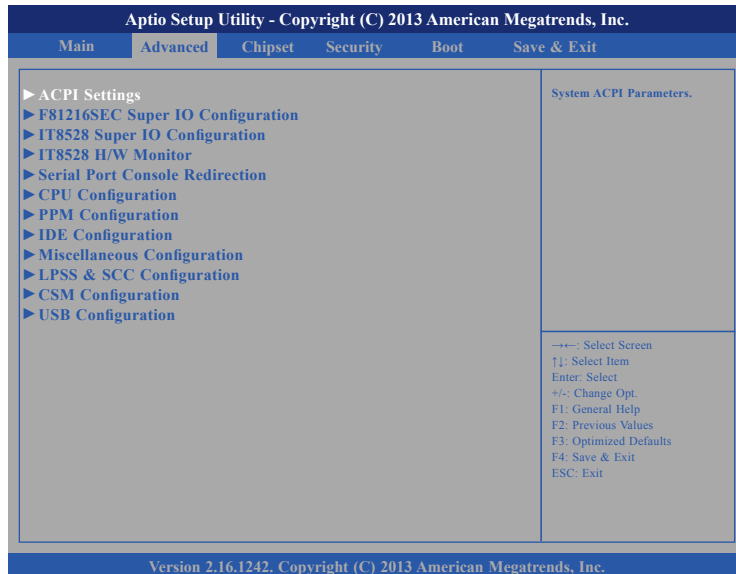 Aptio Setup Utility - Copyright (C) 2013 American Megatrends, Inc.
Main Advanced Chipset Security Boot Save & Exit
►ACPI Settings
►F81216SEC Super IO Configuration
►IT8528 Super IO Configuration
►IT8528 H/W Monitor
►Serial Port Console Redirection
►CPU Configuration
►PPM Configuration
►IDE Configuration
►Miscellaneous Configuration
►LPSS & SCC Configuration
►CSM Configuration
►USB Configuration
System ACPI Parameters.
→←: Select Screen
↑↓: Select Item
Enter: Select
+/-: Change Opt.
F1: General Help
F2: Previous Values
F3: Optimized Defaults
F4: Save & Exit
ESC: Exit
Version 2.16.1242. Copyright (C) 2013 American Megatrends, Inc.